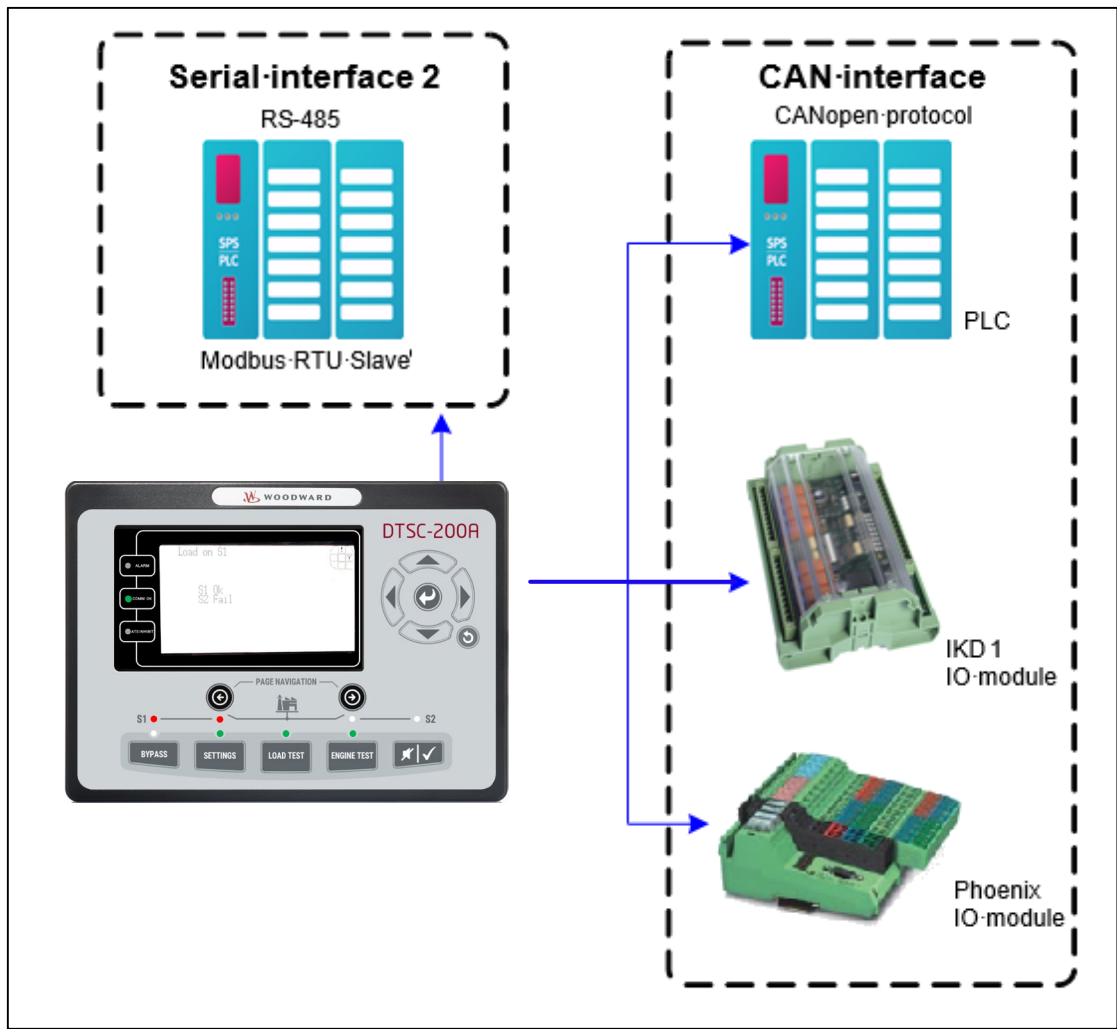 Serial·interface 2
RS-485
SPS
PLC
Modbus·RTU·Slave'
CAN·interface
CANopen·protocol
SPS
PLC
PLC
IKD 1
IO·module
Phoenix
IO·module
WOODWARD
DTSC-200A
Load on S1
S1 Ok
S2 Fail
ALARM
COMM OK
ATS INHIBIT
PAGE NAVIGATION
S1
S2
BYPASS
SETTINGS
LOAD TEST
ENGINE TEST